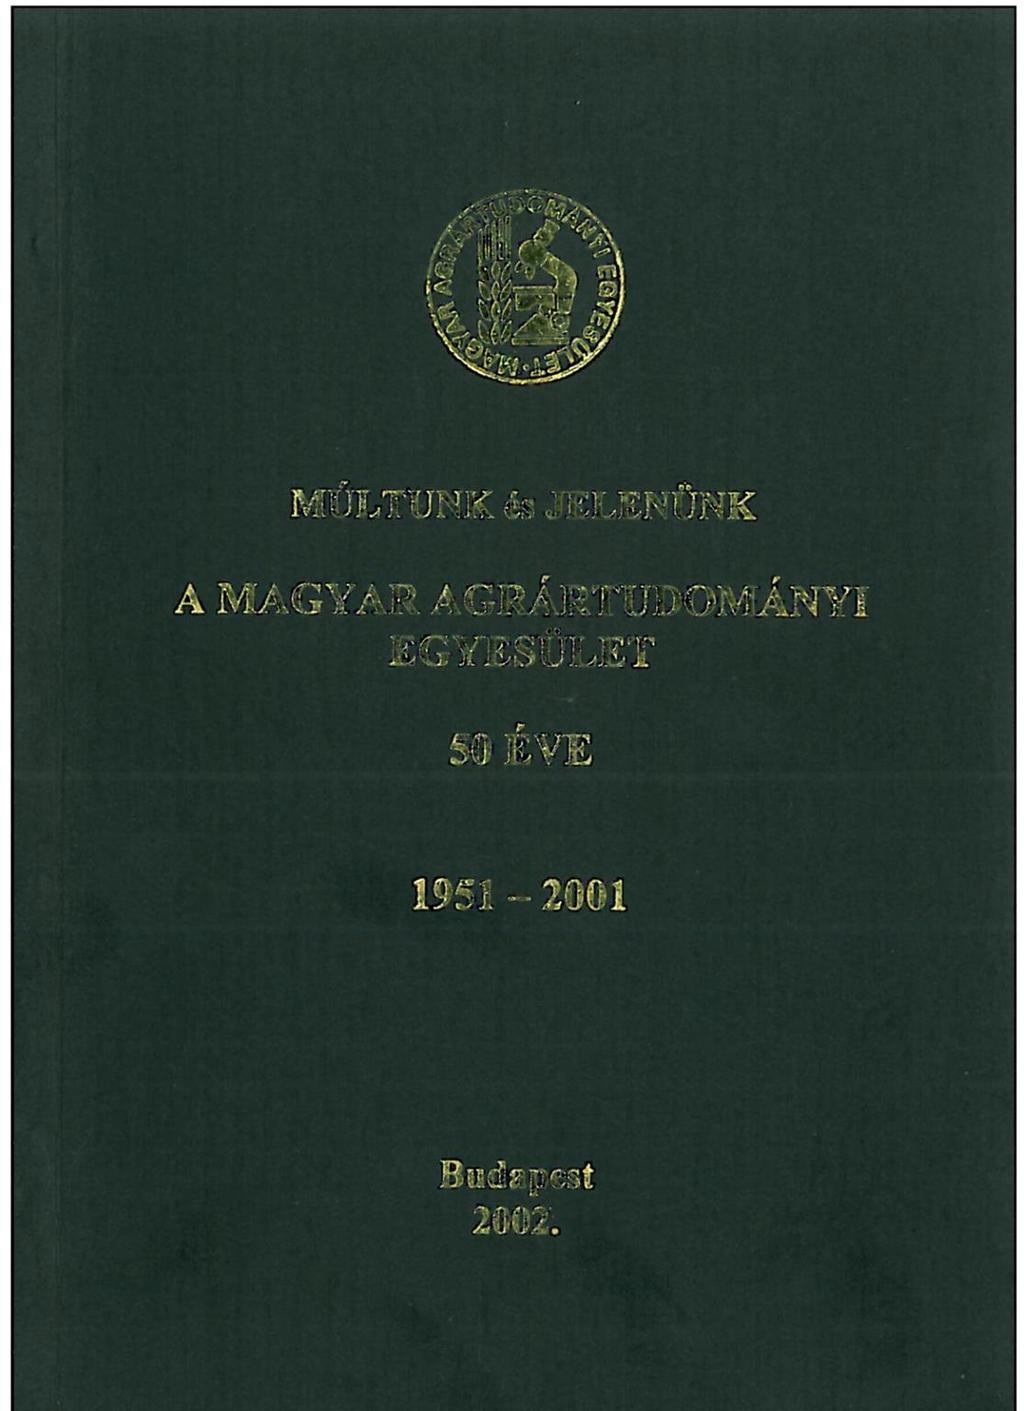 MAGYAR AGRÁRTUDOMÁNYI EGYESÜLET •
MÚLTUNK és JELENÜNK
A MAGYAR AGRÁRTUDOMÁNYI
EGYESÜLET
50 ÉVE
1951 – 2001
Budapest
2002.